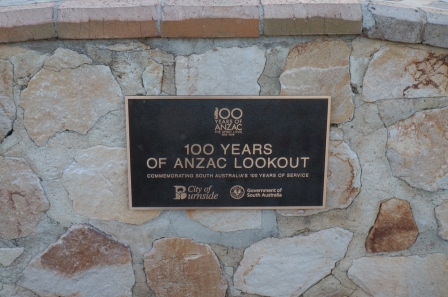 100
YEARS OF
ANZAC
100 YEARS
OF ANZAC LOOKOUT
COMMEMORATING SOUTH AUSTRALIA'S 100 YEARS OF SERVICE
City of
Burnside
Government of
South Australia